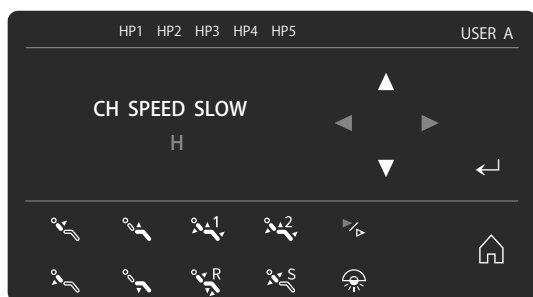 HP1 HP2 HP3 HP4 HP5 USER A
CH SPEED SLOW
H
1 2
R S